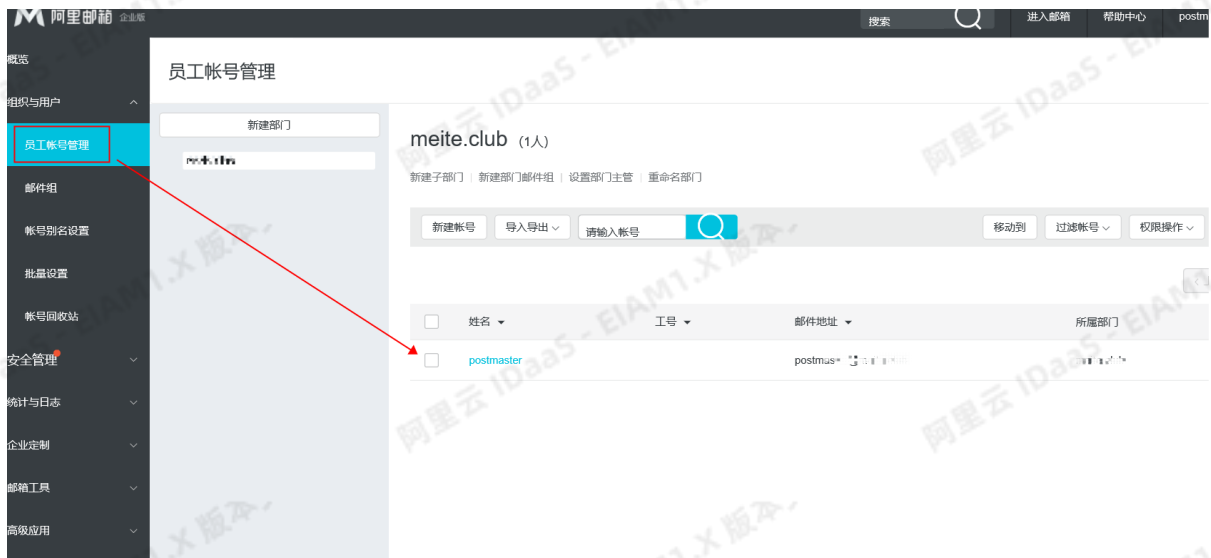 阿里邮箱 企业版
搜索
进入邮箱
帮助中心
postm
概览
组织与用户
员工帐号管理
邮件组
帐号别名设置
批量设置
帐号回收站
安全管理
统计与日志
企业定制
邮箱工具
高级应用
员工帐号管理
新建部门
meite.club (1人)
新建子部门 | 新建部门邮件组 | 设置部门主管 | 重命名部门
新建帐号 导入导出 请输入帐号 移动到 过滤帐号 权限操作
姓名 工号 邮件地址 所属部门
postmaster
阿里云 IDaaS - EIAM1.X 版本.